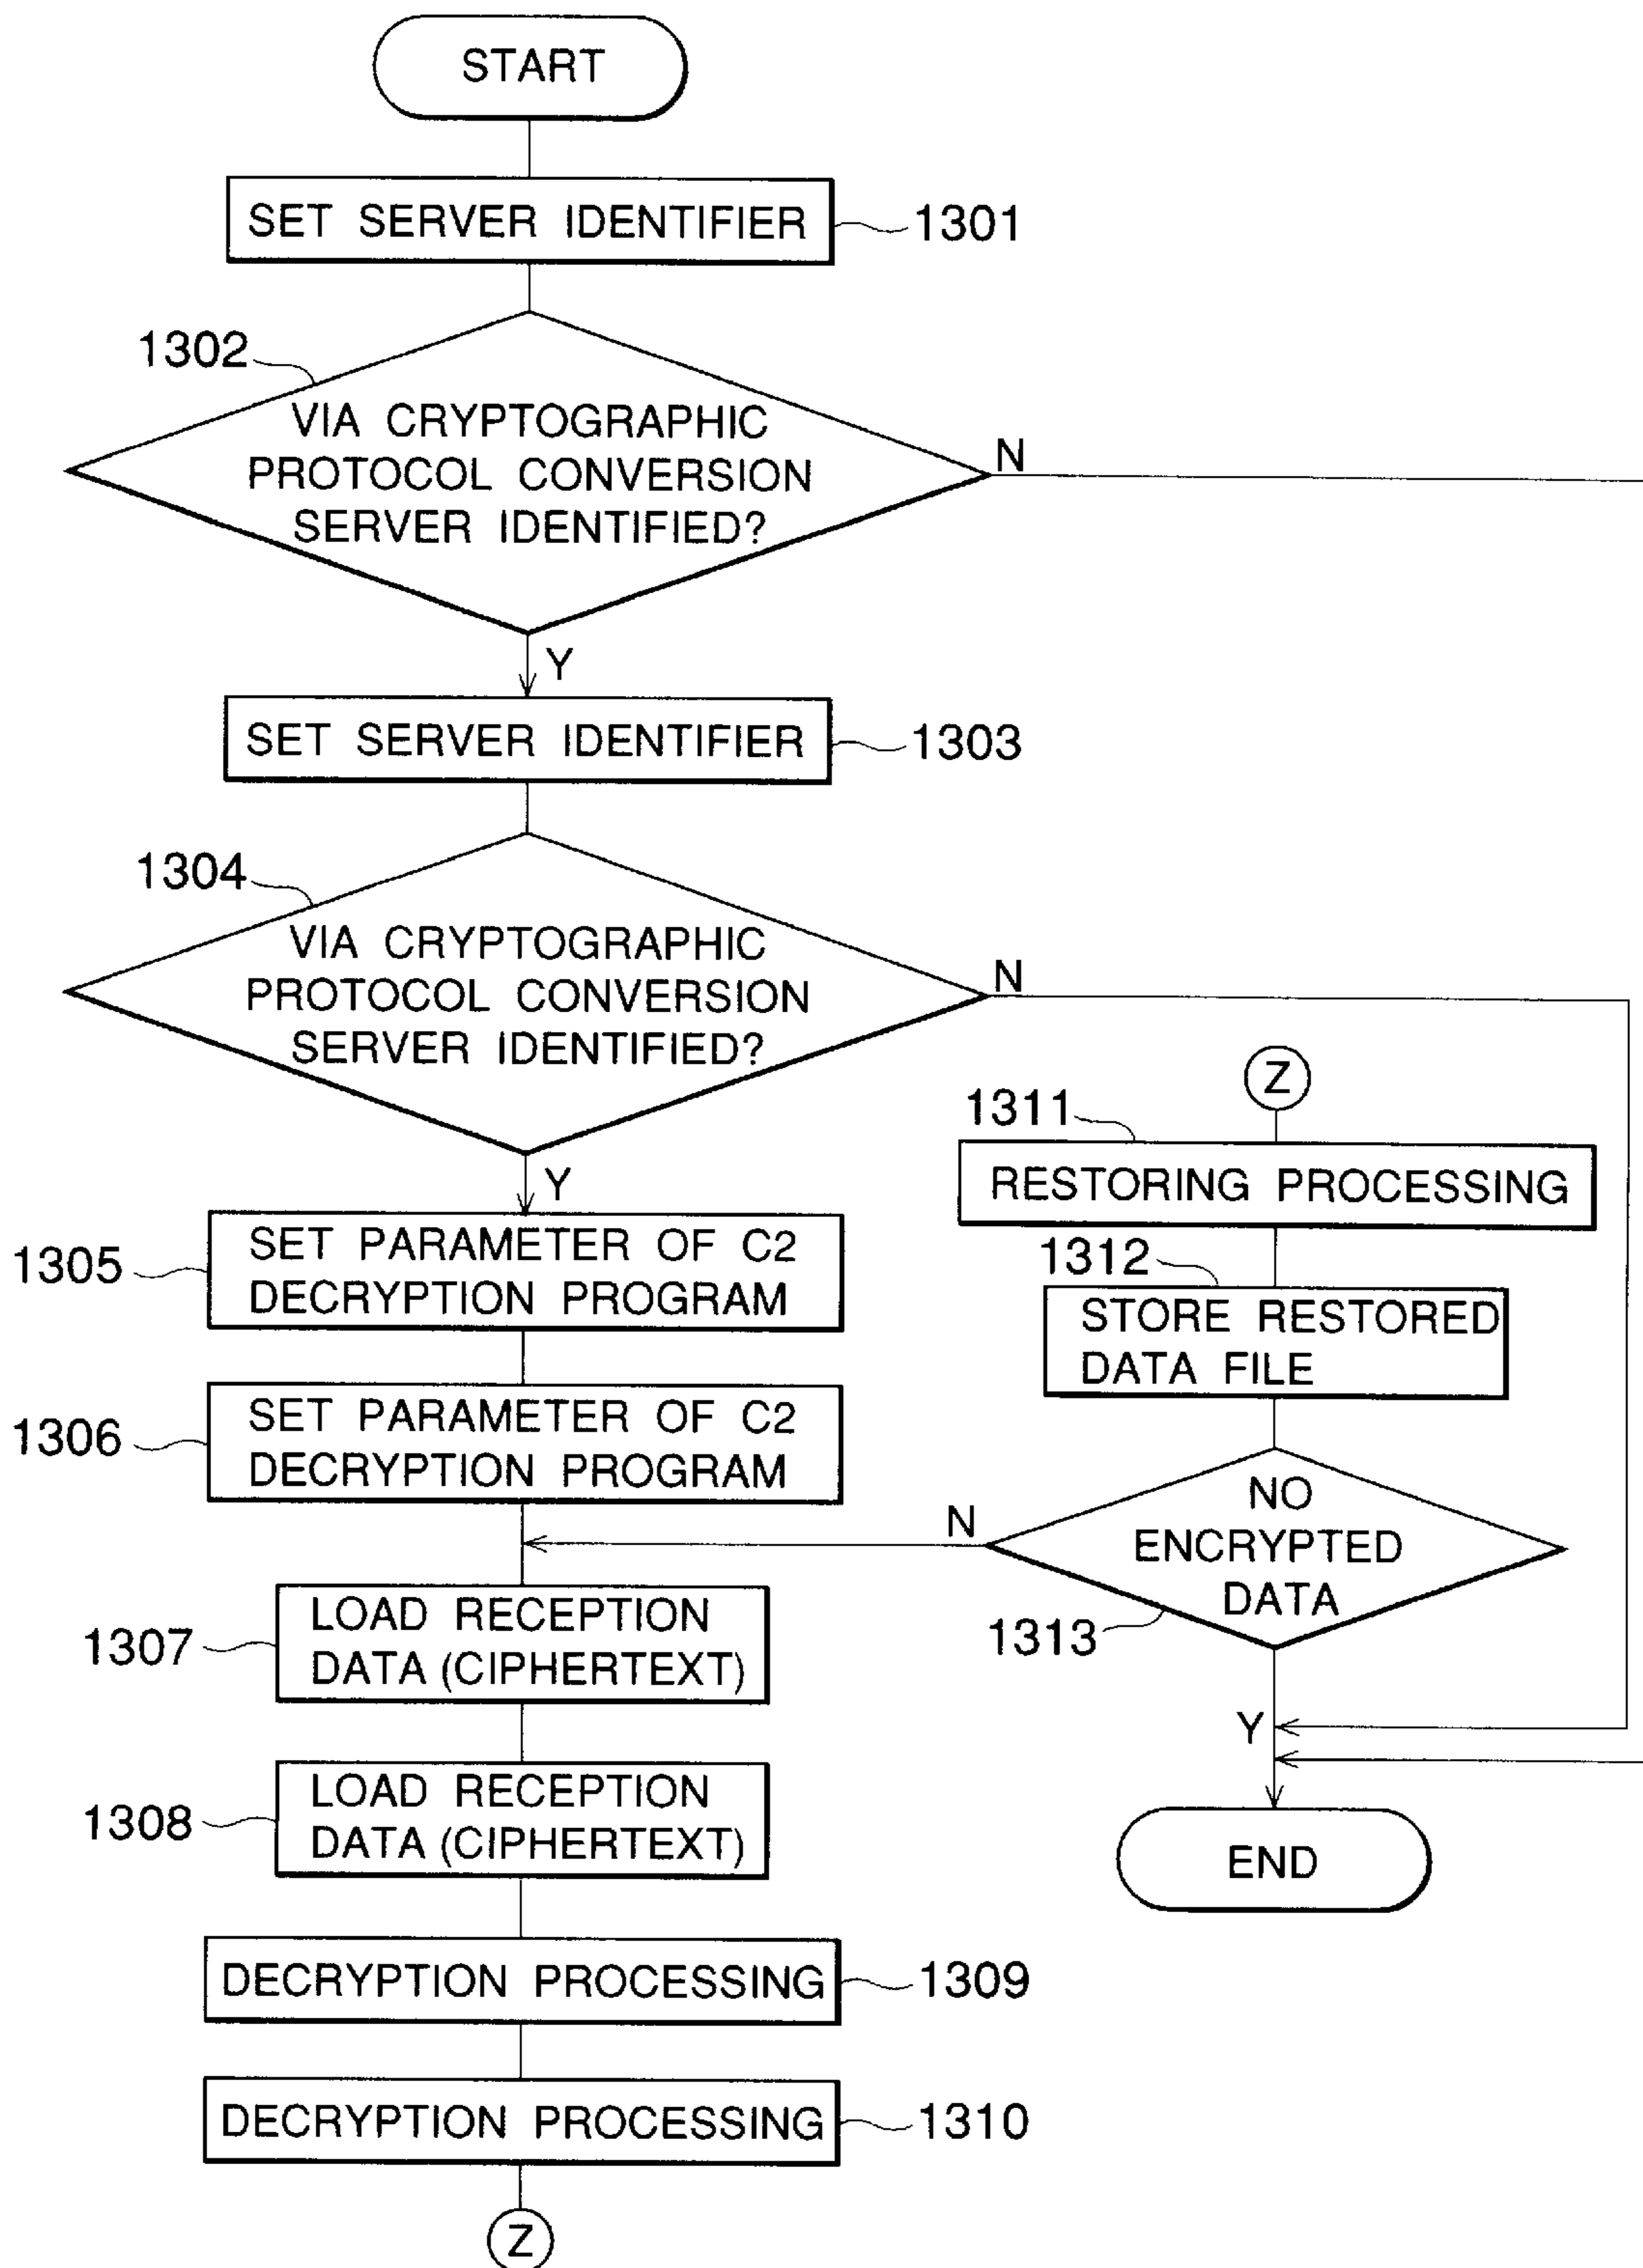 START
SET SERVER IDENTIFIER
1301
1302
VIA CRYPTOGRAPHIC
PROTOCOL CONVERSION
SERVER IDENTIFIED?
N
Y
SET SERVER IDENTIFIER
1303
1304
VIA CRYPTOGRAPHIC
PROTOCOL CONVERSION
SERVER IDENTIFIED?
N
Y
1305
SET PARAMETER OF C2
DECRYPTION PROGRAM
1306
SET PARAMETER OF C2
DECRYPTION PROGRAM
1307
LOAD RECEPTION
DATA (CIPHERTEXT)
1308
LOAD RECEPTION
DATA (CIPHERTEXT)
DECRYPTION PROCESSING
1309
DECRYPTION PROCESSING
1310
Z
Z
1311
RESTORING PROCESSING
1312
STORE RESTORED
DATA FILE
N
NO
ENCRYPTED
DATA
1313
Y
END